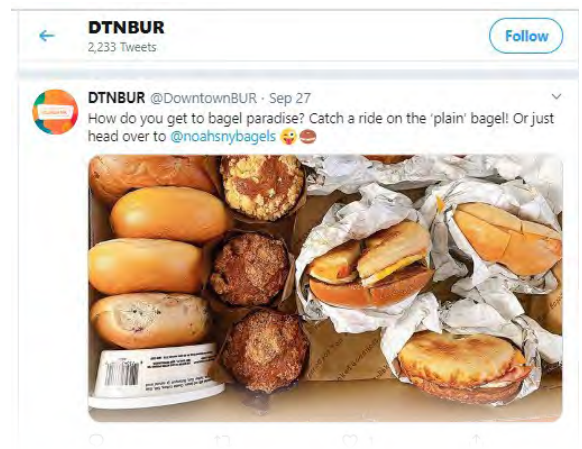 DTNBUR
2,233 Tweets
Follow
DTNBUR @DowntownBUR · Sep 27
How do you get to bagel paradise? Catch a ride on the 'plain' bagel! Or just
head over to @noahsnybagels 😜🍔